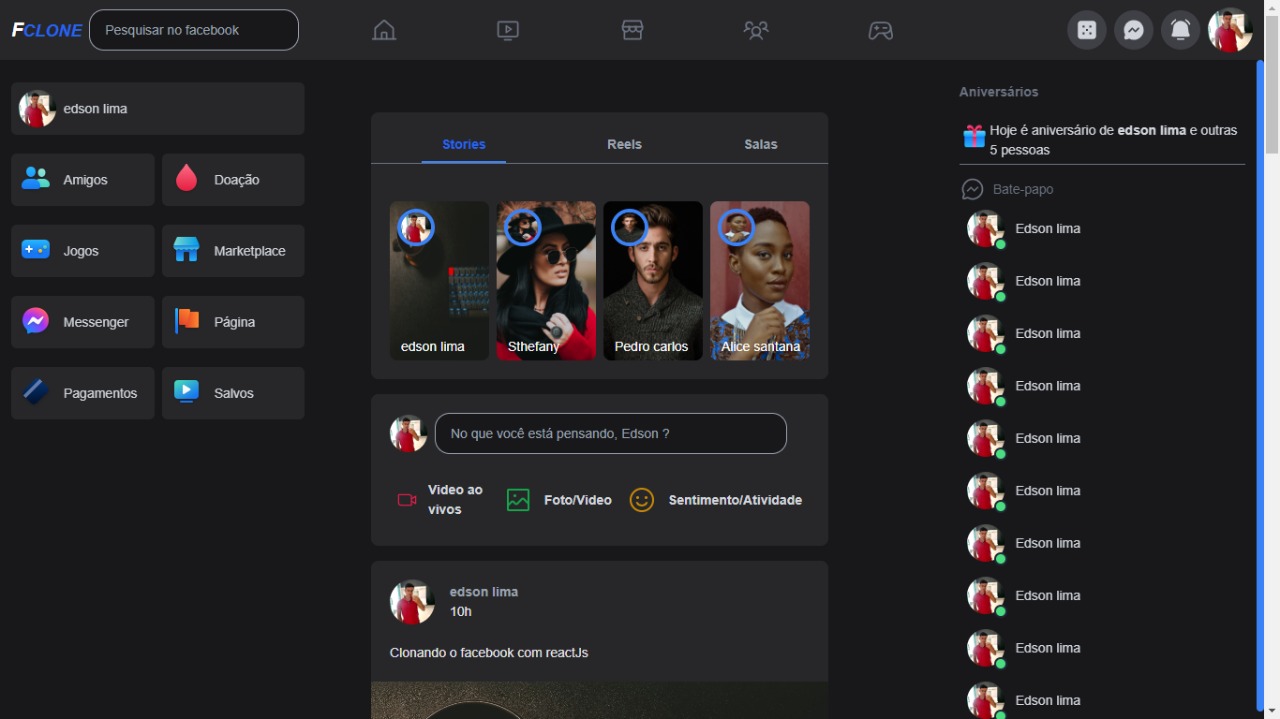 FCLONE
Pesquisar no facebook
edson lima
Amigos
Doação
Jogos
Marketplace
Messenger
Página
Pagamentos
Salvos
Stories
Reels
Salas
edson lima
Sthefany
Pedro carlos
Alice santana
No que você está pensando, Edson ?
Video ao
vivos
Foto/Video
Sentimento/Atividade
edson lima
10h
Clonando o facebook com reactJs
Aniversários
Hoje é aniversário de edson lima e outras
5 pessoas
Bate-papo
Edson lima
Edson lima
Edson lima
Edson lima
Edson lima
Edson lima
Edson lima
Edson lima
Edson lima
Edson lima